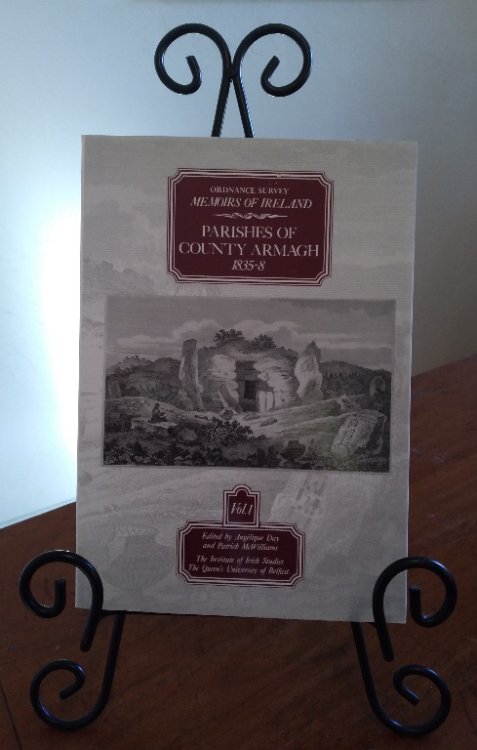 ORDNANCE SURVEY
MEMOIRS OF IRELAND
PARISHES OF
COUNTY ARMAGH
1835-8
Vol. 1
Edited by Angélique Day
and Patrick McWilliams
The Institute of Irish Studies
The Queen's University of Belfast.